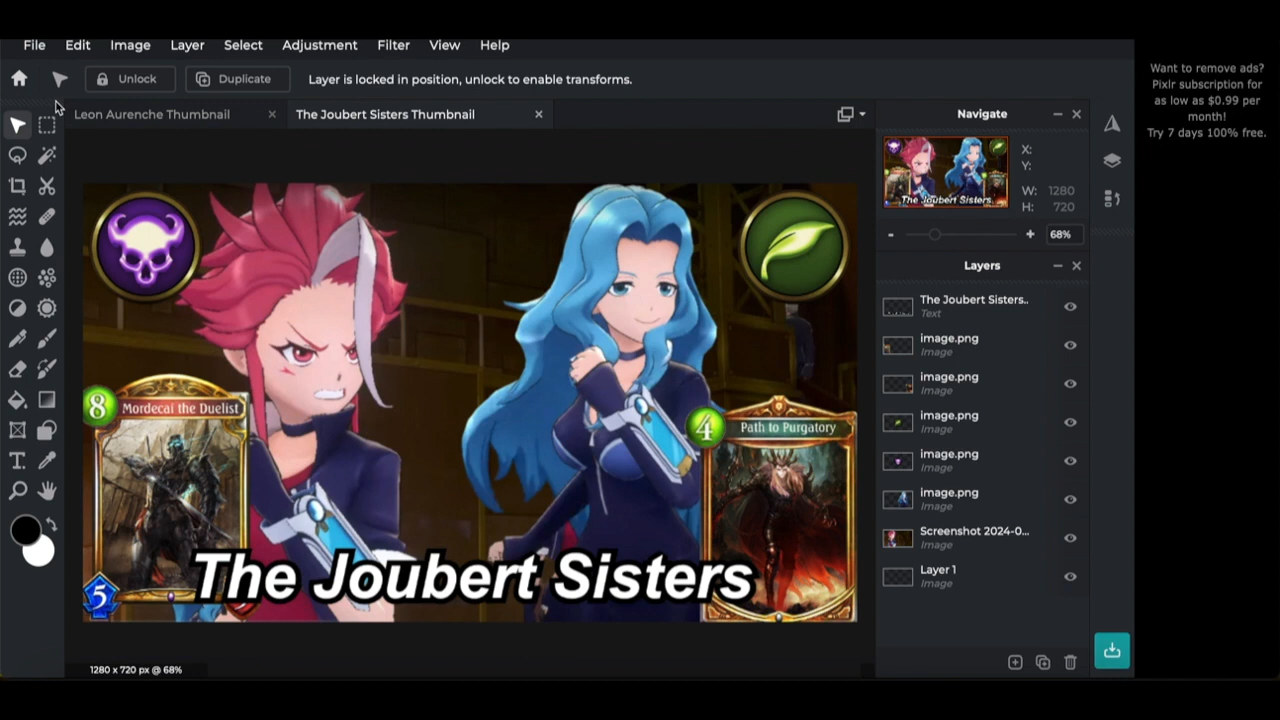 File Edit Image Layer Select Adjustment Filter View Help
Unlock Duplicate Layer is locked in position, unlock to enable transforms.
Leon Aurenche Thumbnail The Joubert Sisters Thumbnail
8
Mordecai the Duelist
5
4
Path to Purgatory
The Joubert Sisters
1280 x 720 px @ 68%
Navigate
The Joubert Sisters
X:
Y:
W: 1280
H: 720
- + 68%
Layers
The Joubert Sisters..
Text
image.png
Image
image.png
Image
image.png
Image
image.png
Image
image.png
Image
Screenshot 2024-0...
Image
Layer 1
Image
Want to remove ads?
Pixlr subscription for
as low as $0.99 per
month!
Try 7 days 100% free.